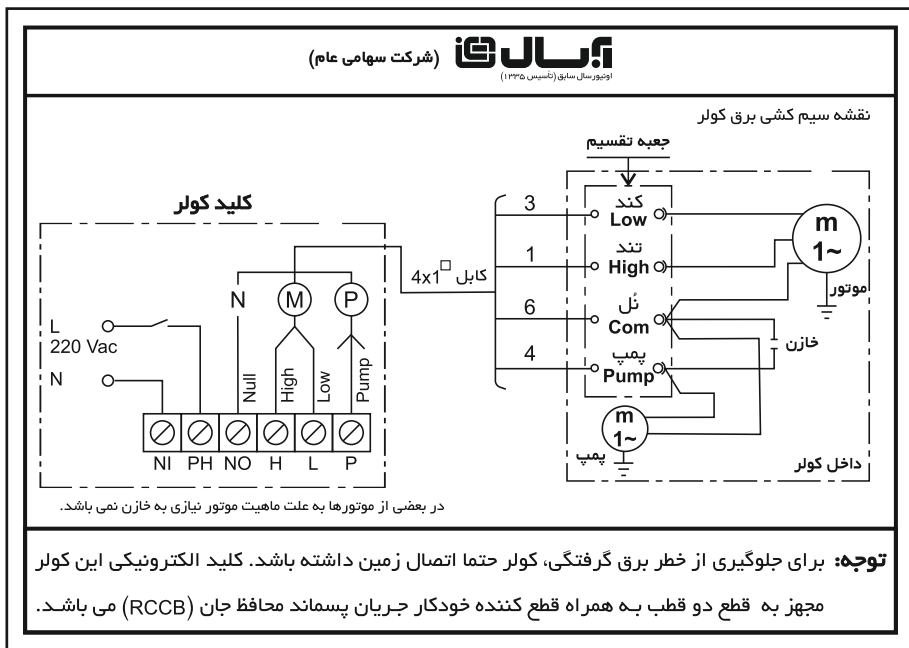 آبسال (شرکت سهامی عام)
اونیورسال سابق (تأسیس ۱۳۳۵)
نقشه سیم کشی برق کولر
جعبه تقسیم
کلید کولر
3
کند
Low
m
1~
موتور
1
تند
High
کابل 4x1□
6
نُل
Com
خازن
4
پمپ
Pump
m
1~
پمپ
داخل کولر
N
M
P
L
220 Vac
N
Null
High
Low
Pump
NI PH NO H L P
در بعضی از موتورها به علت ماهیت موتور نیازی به خازن نمی باشد.
توجه: برای جلوگیری از خطر برق گرفتگی، کولر حتما اتصال زمین داشته باشد. کلید الکترونیکی این کولر
مجهز به قطع دو قطب به همراه قطع کننده خودکار جریان پسماند محافظ جان (RCCB) می باشد.